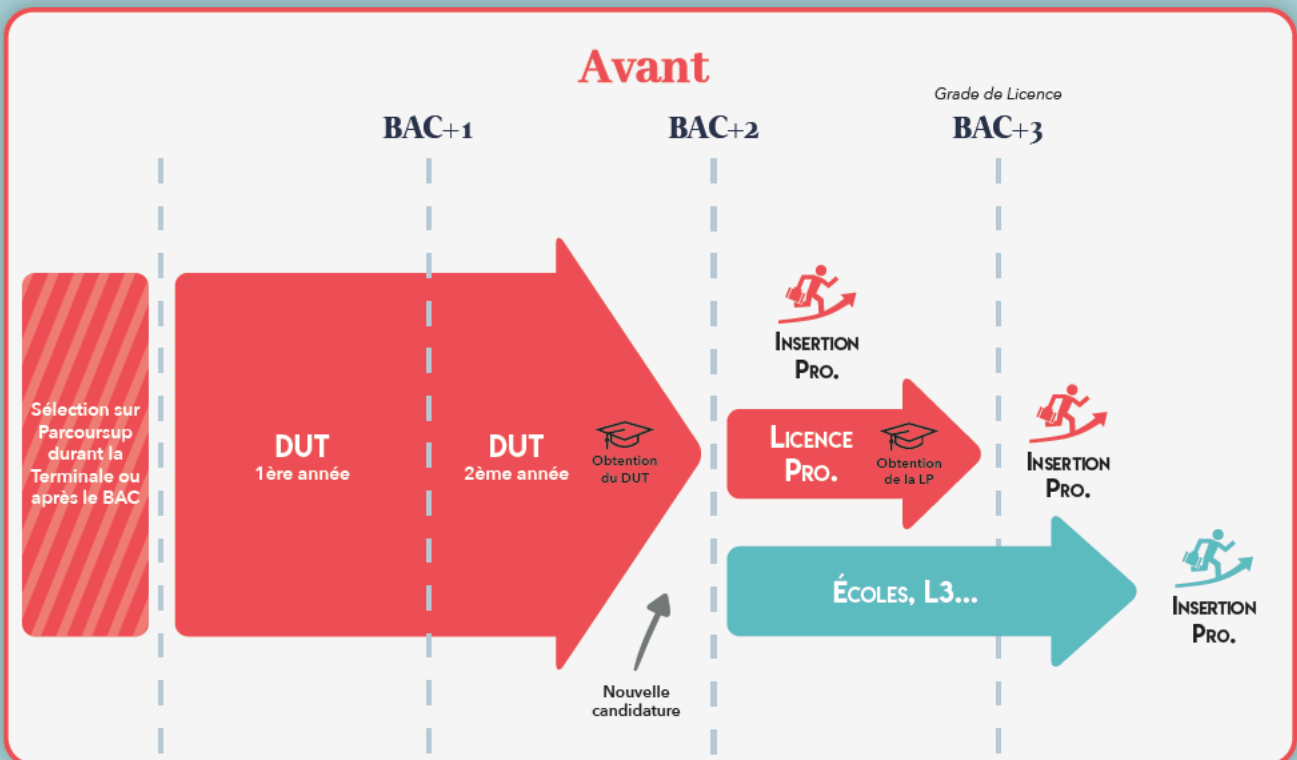 Avant
Grade de Licence
BAC+1
BAC+2
BAC+3
Sélection sur
Parcoursup
durant la
Terminale ou
après le BAC
DUT
1ère année
DUT
2ème année
Obtention
du DUT
Nouvelle
candidature
INSERTION
PRO.
LICENCE
PRO.
Obtention
de la LP
INSERTION
PRO.
ÉCOLES, L3...
INSERTION
PRO.